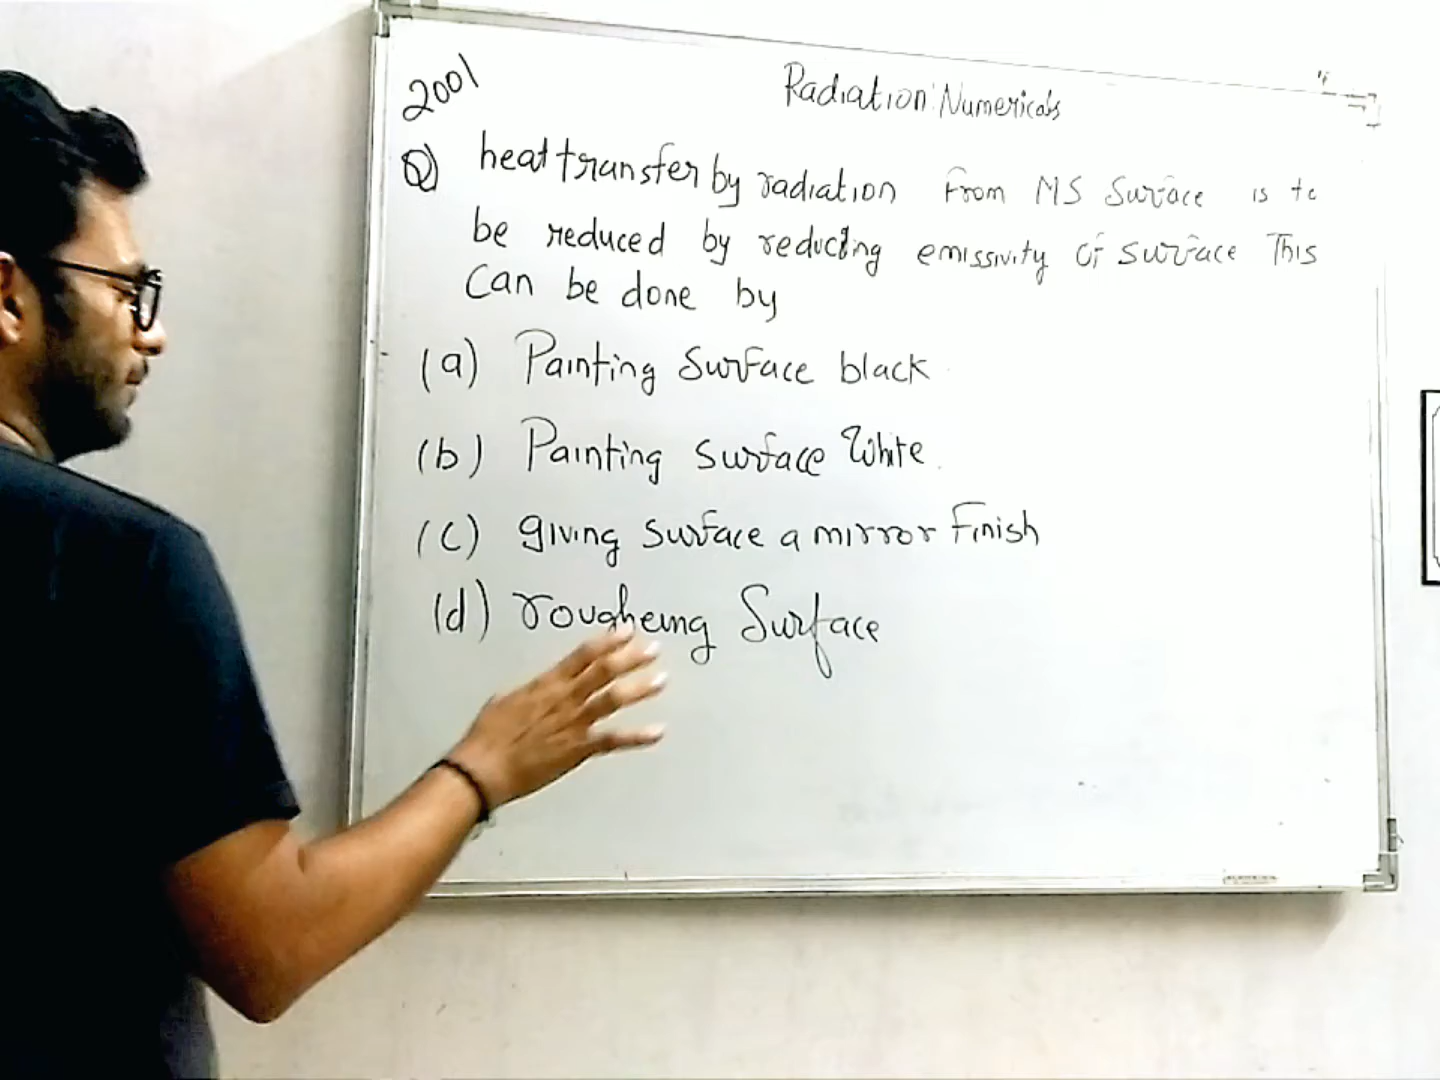 2001
Radiation: Numericals
Q) heat transfer by radiation From MS Surface is to
be reduced by reducing emissivity of surface This
Can be done by
(a) Painting Surface black
(b) Painting surface White
(c) giving surface a mirror Finish
(d) rougheing Surface